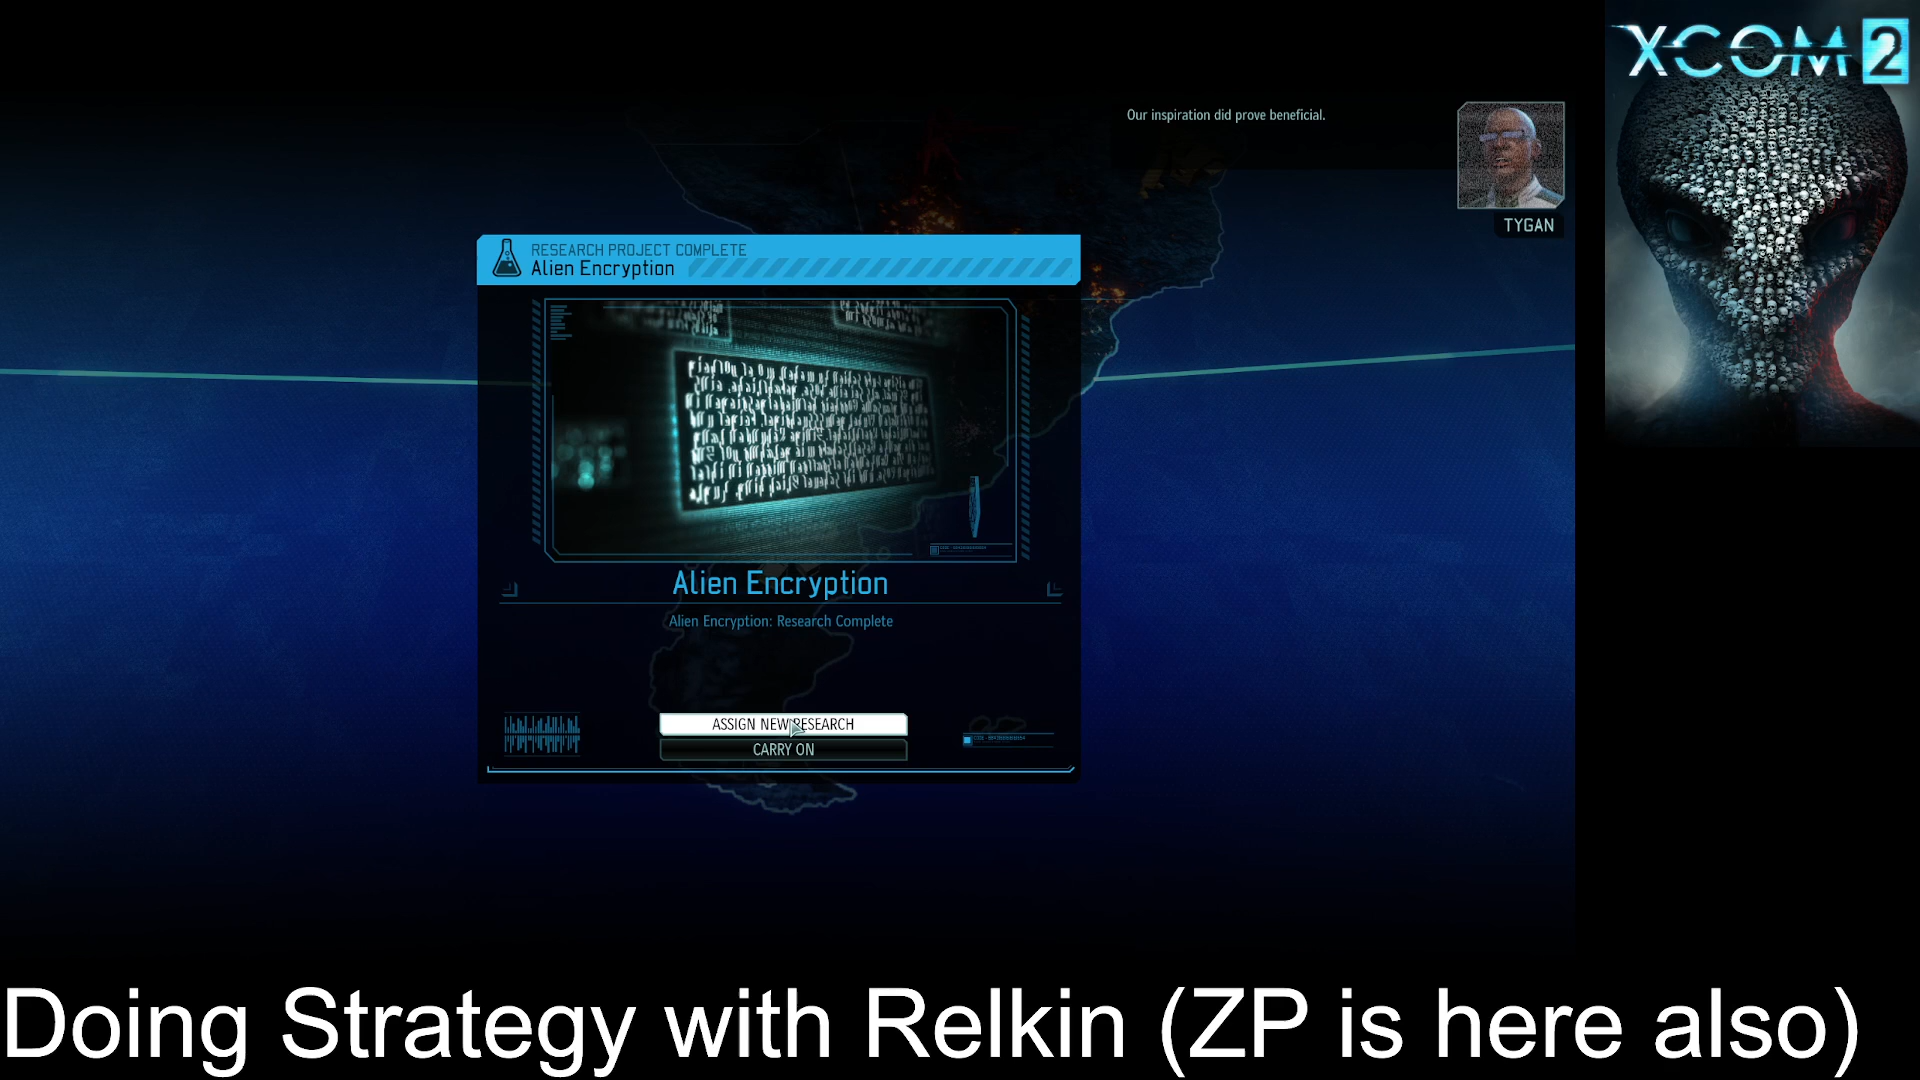 XCOM 2
Our inspiration did prove beneficial.
TYGAN
RESEARCH PROJECT COMPLETE
Alien Encryption
Alien Encryption
Alien Encryption: Research Complete
ASSIGN NEW RESEARCH
CARRY ON
Doing Strategy with Relkin (ZP is here also)